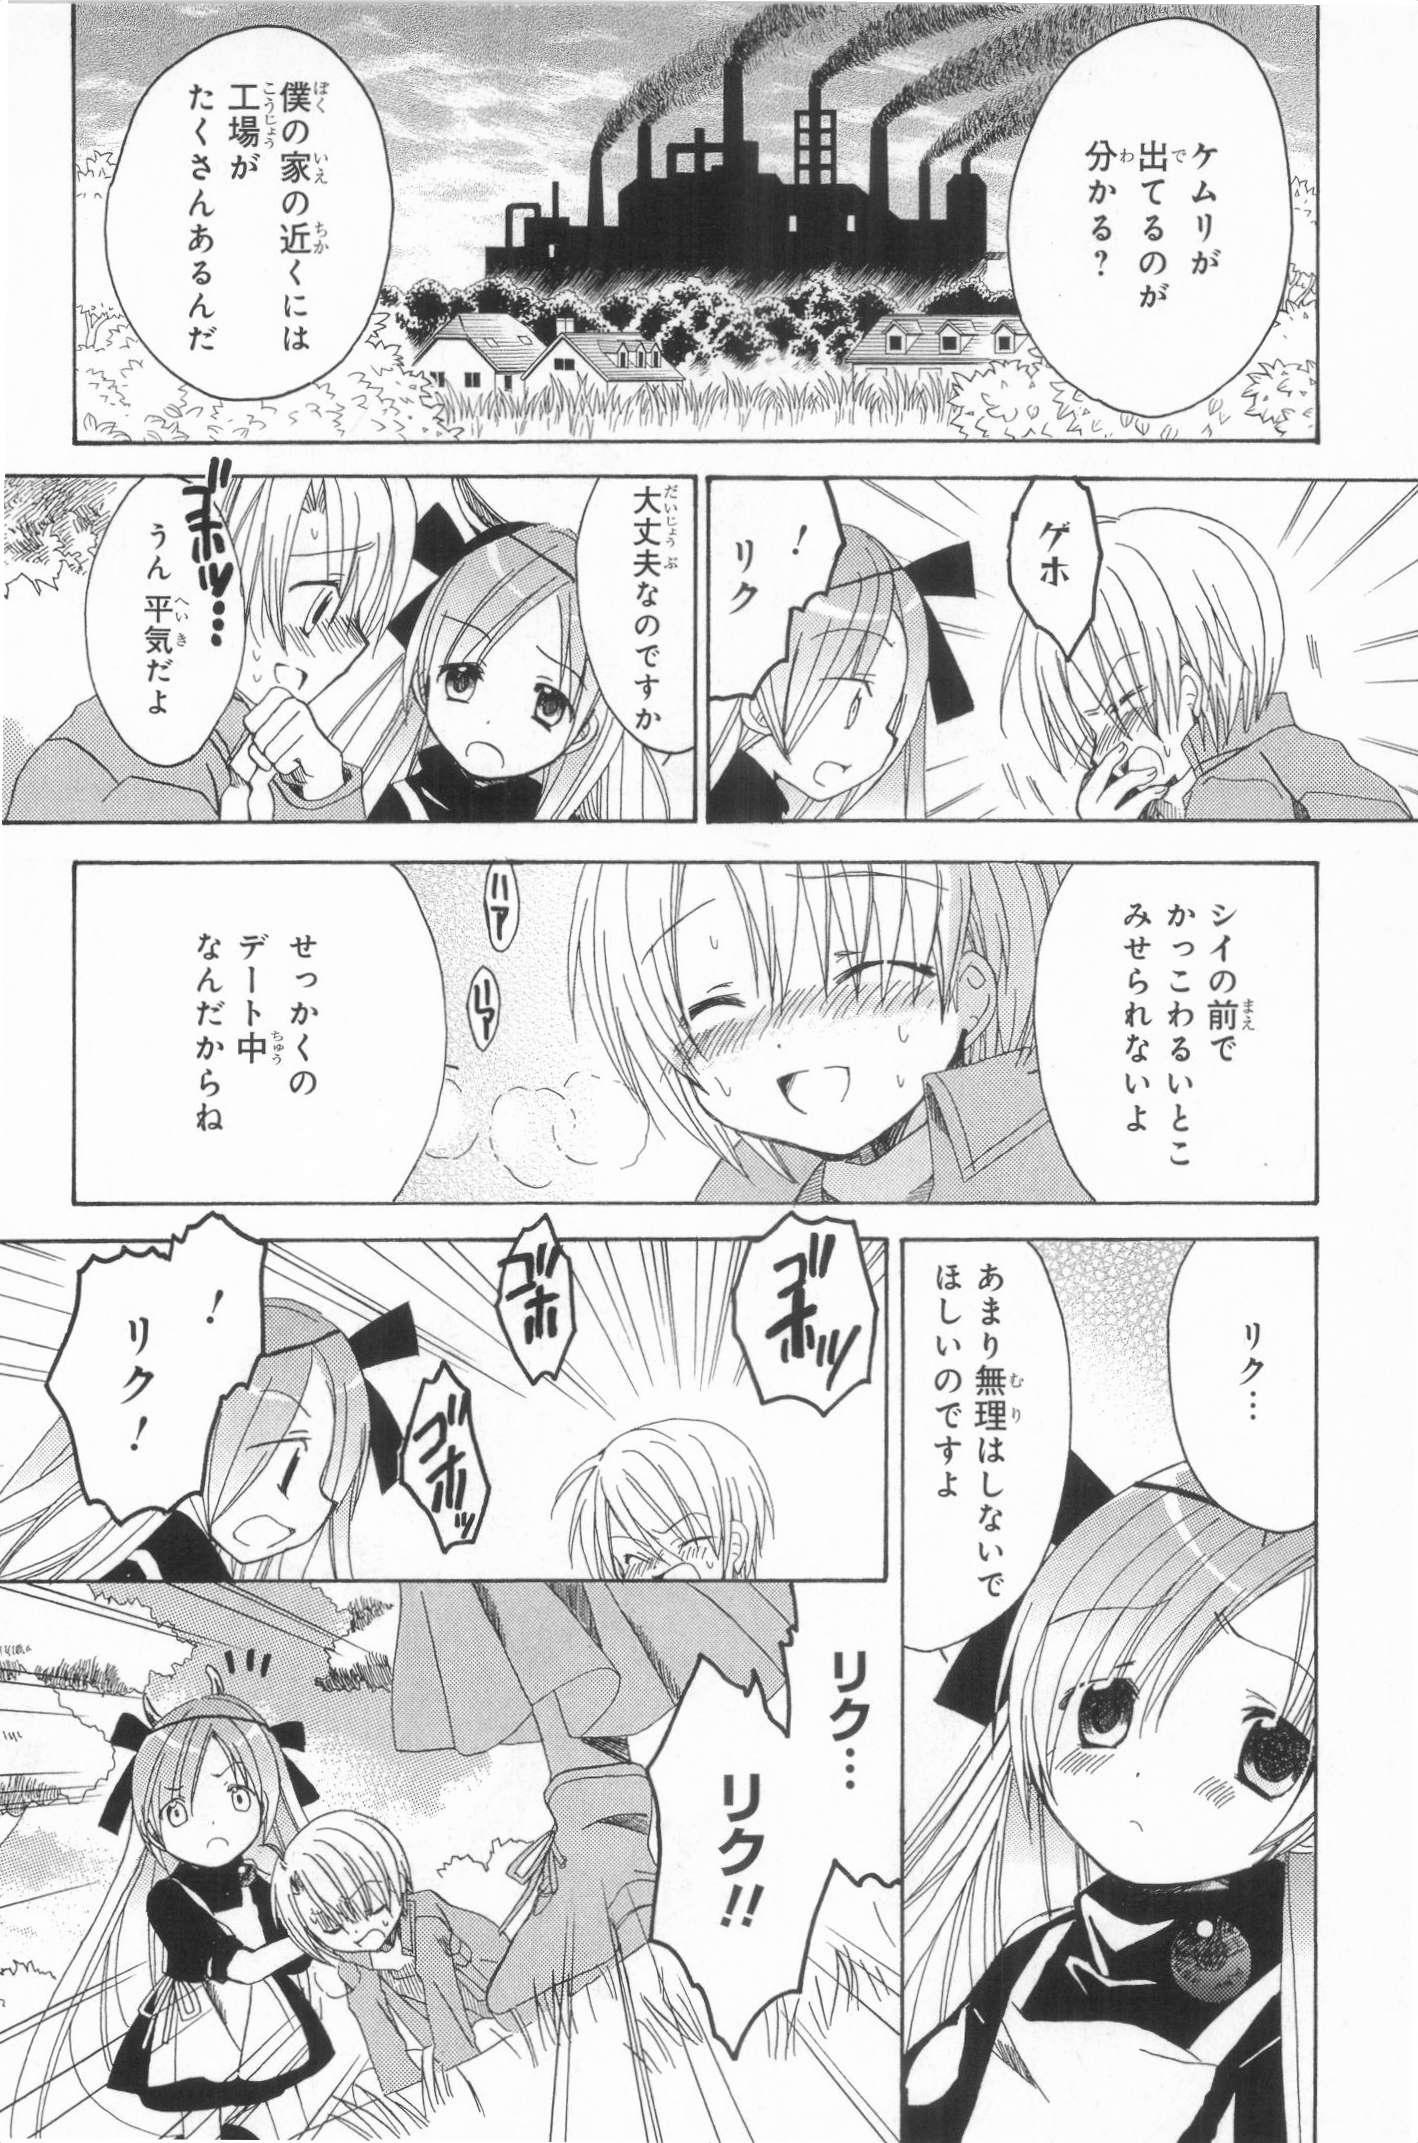 ケムリが
出てるのが
分かる?
僕の家の近くには
工場が
たくさんあるんだ
ゲホ
!
リク
大丈夫なのですか
ゴホッ…
うん 平気だよ
シイの前で
かっこわるいとこ
みせられないよ
ハァ
ハァ
せっかくの
デート中
なんだからね
リク…
あまり無理はしないで
ほしいのですよ
ゴホッ
ゴホ
ゴホッ
!
リク!
リク…
リク!!